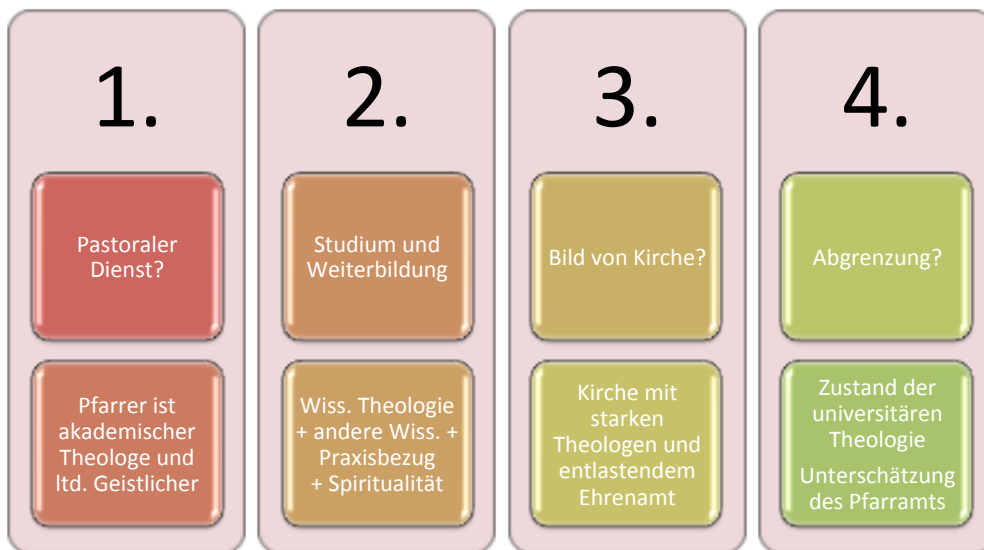 1.
Pastoraler
Dienst?
Pfarrer ist
akademischer
Theologe und
ltd. Geistlicher
2.
Studium und
Weiterbildung
Wiss. Theologie
+ andere Wiss. +
Praxisbezug
+ Spiritualität
3.
Bild von Kirche?
Kirche mit
starken
Theologen und
entlastendem
Ehrenamt
4.
Abgrenzung?
Zustand der
universitären
Theologie
Unterschätzung
des Pfarramts